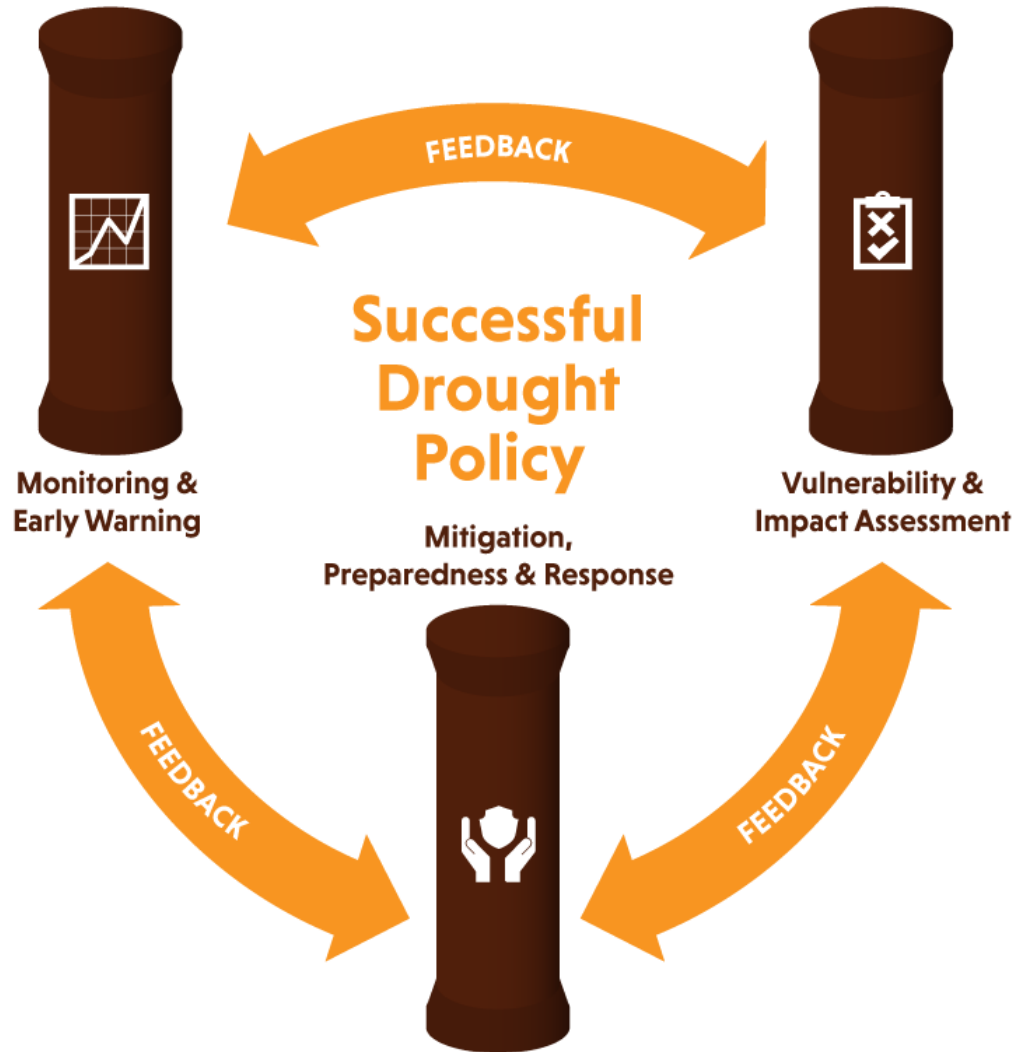 FEEDBACK
Successful
Drought
Policy
Monitoring &
Early Warning
Vulnerability &
Impact Assessment
Mitigation,
Preparedness & Response
FEEDBACK
FEEDBACK